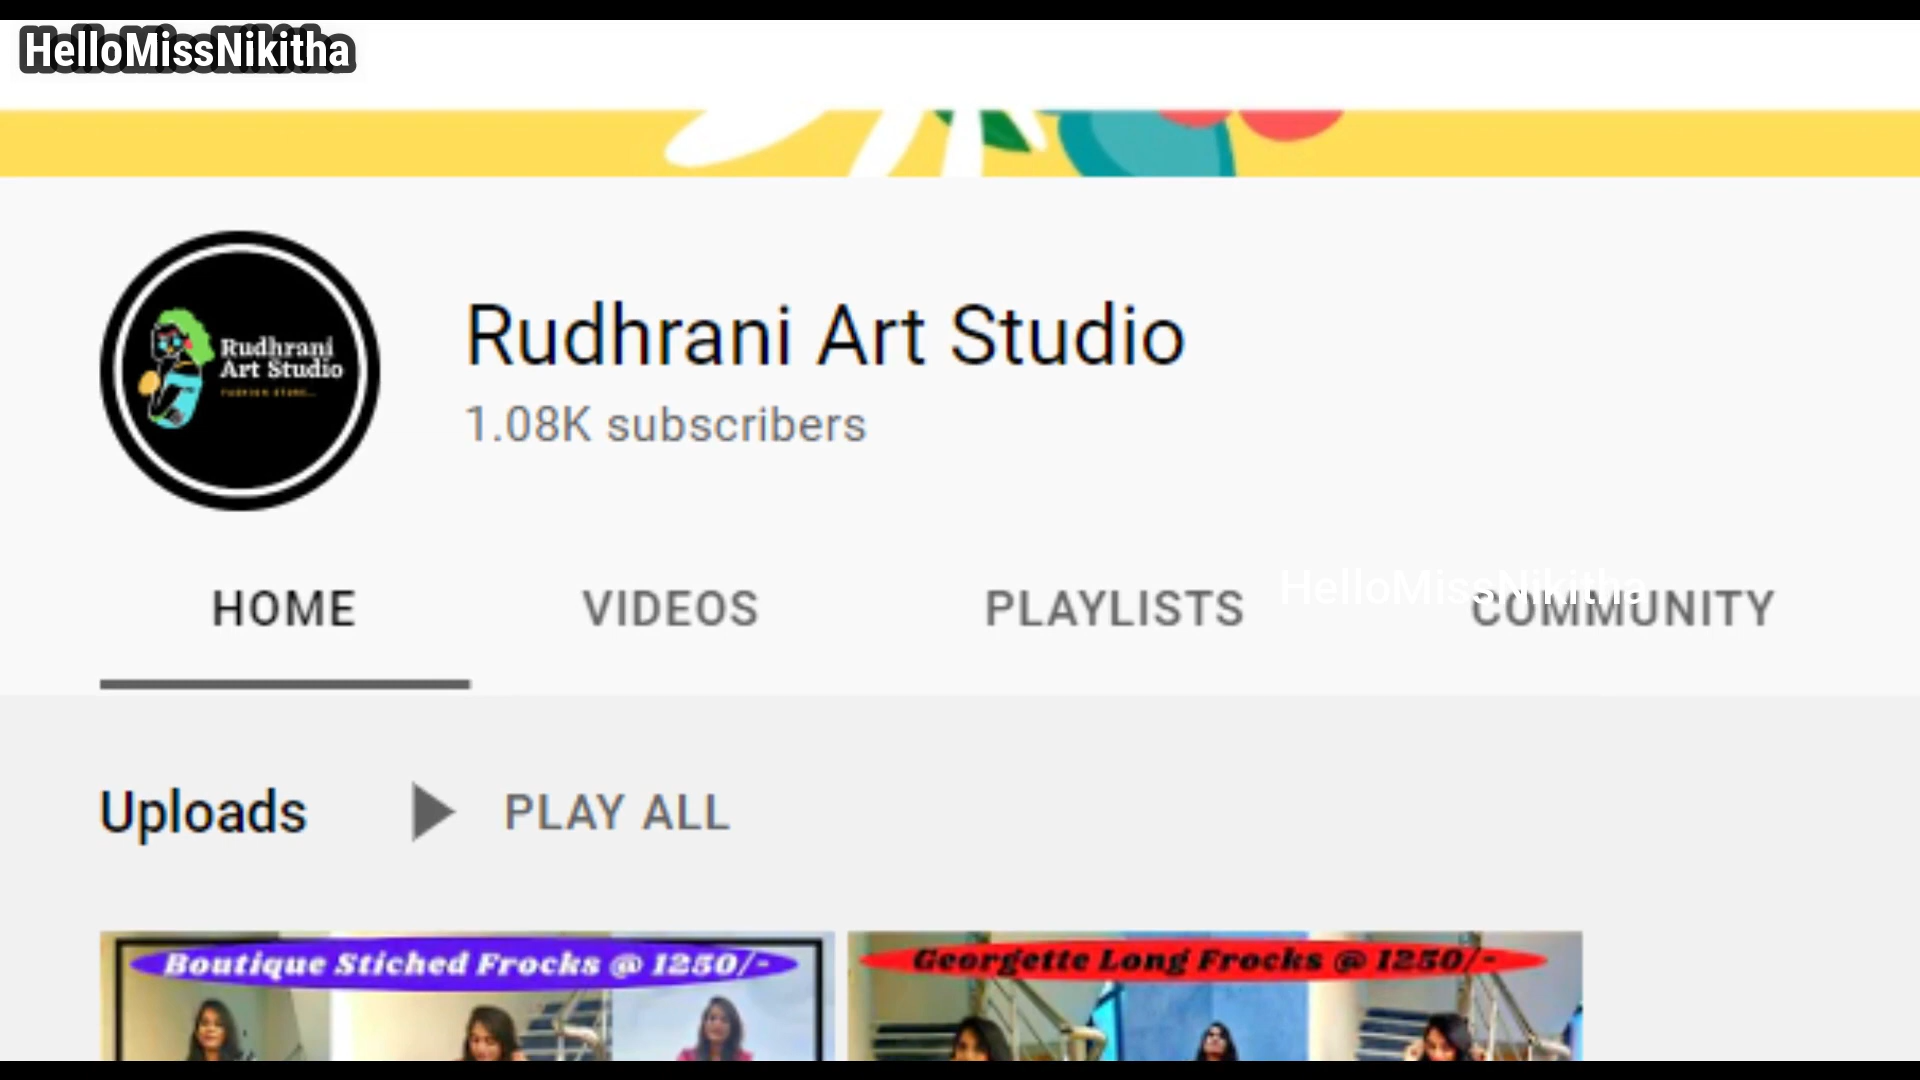 HelloMissNikitha
Rudhrani
Art Studio
Rudhrani Art Studio
1.08K subscribers
HOME VIDEOS PLAYLISTS COMMUNITY
HelloMissNikitha
Uploads PLAY ALL
Boutique Stiched Frocks @ 1250/-
Georgette Long Frocks @ 1250/-